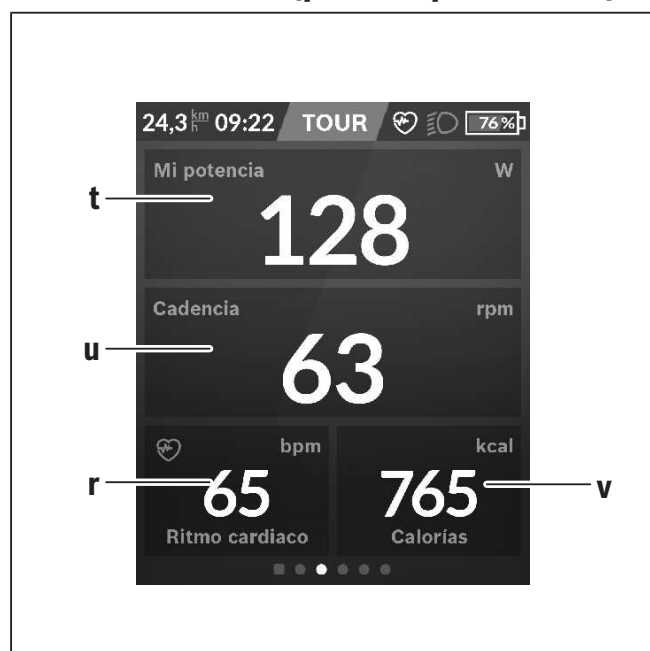 24,3 km/h 09:22 TOUR 76 %
Mi potencia W
t
128
Cadencia rpm
u
63
bpm kcal
r 65 765 v
Ritmo cardiaco Calorías